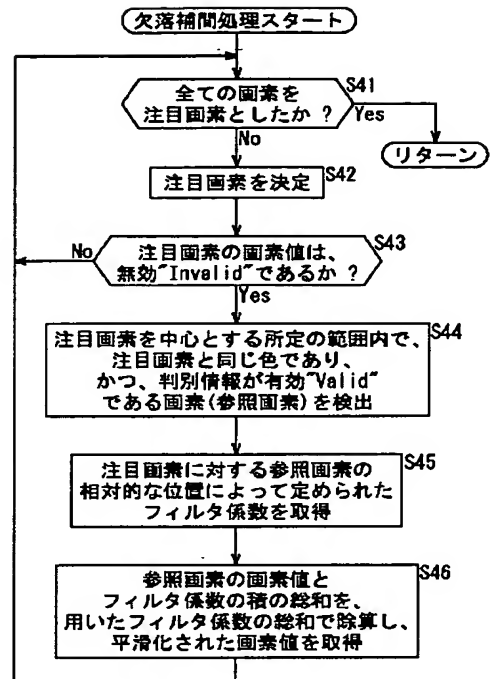 欠落補間処理スタート
S41
全ての画素を
注目画素としたか ?
Yes
No
リターン
注目画素を決定
S42
S43
注目画素の画素値は、
無効"Invalid"であるか ?
No
Yes
S44
注目画素を中心とする所定の範囲内で、
注目画素と同じ色であり、
かつ、判別情報が有効"Valid"
である画素(参照画素)を検出
S45
注目画素に対する参照画素の
相対的な位置によって定められた
フィルタ係数を取得
S46
参照画素の画素値と
フィルタ係数の積の総和を、
用いたフィルタ係数の総和で除算し、
平滑化された画素値を取得